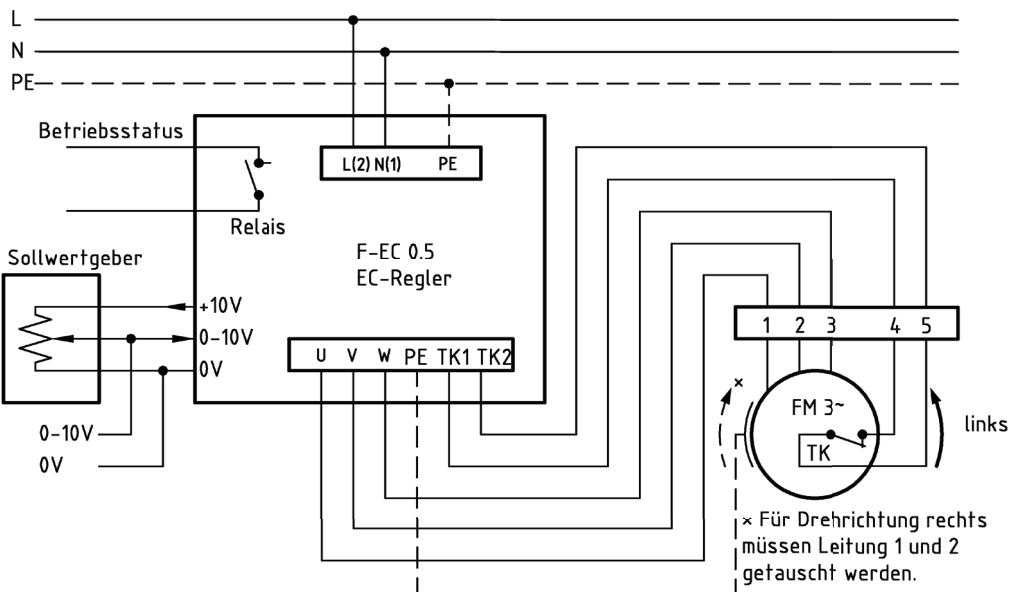 L
N
PE
Betriebsstatus
L(2) N(1) PE
Relais
F-EC 0.5
EC-Regler
Sollwertgeber
+10V
0-10V
0V
U V W PE TK1 TK2
1 2 3 4 5
×
FM 3~
TK
links
0-10V
0V
× Für Drehrichtung rechts
müssen Leitung 1 und 2
getauscht werden.